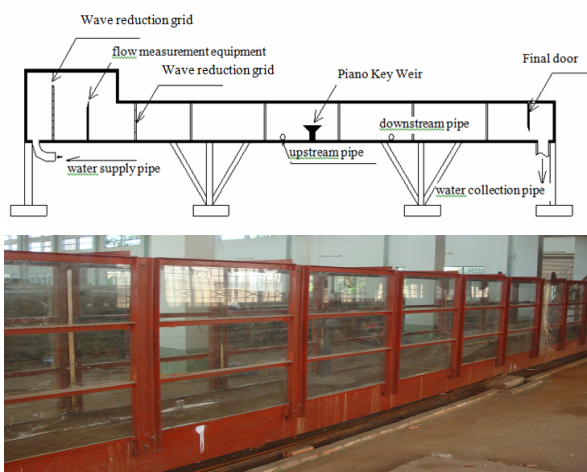 Wave reduction grid
flow measurement equipment
Wave reduction grid
Piano Key Weir
Final door
downstream pipe
upstream pipe
water supply pipe
water collection pipe